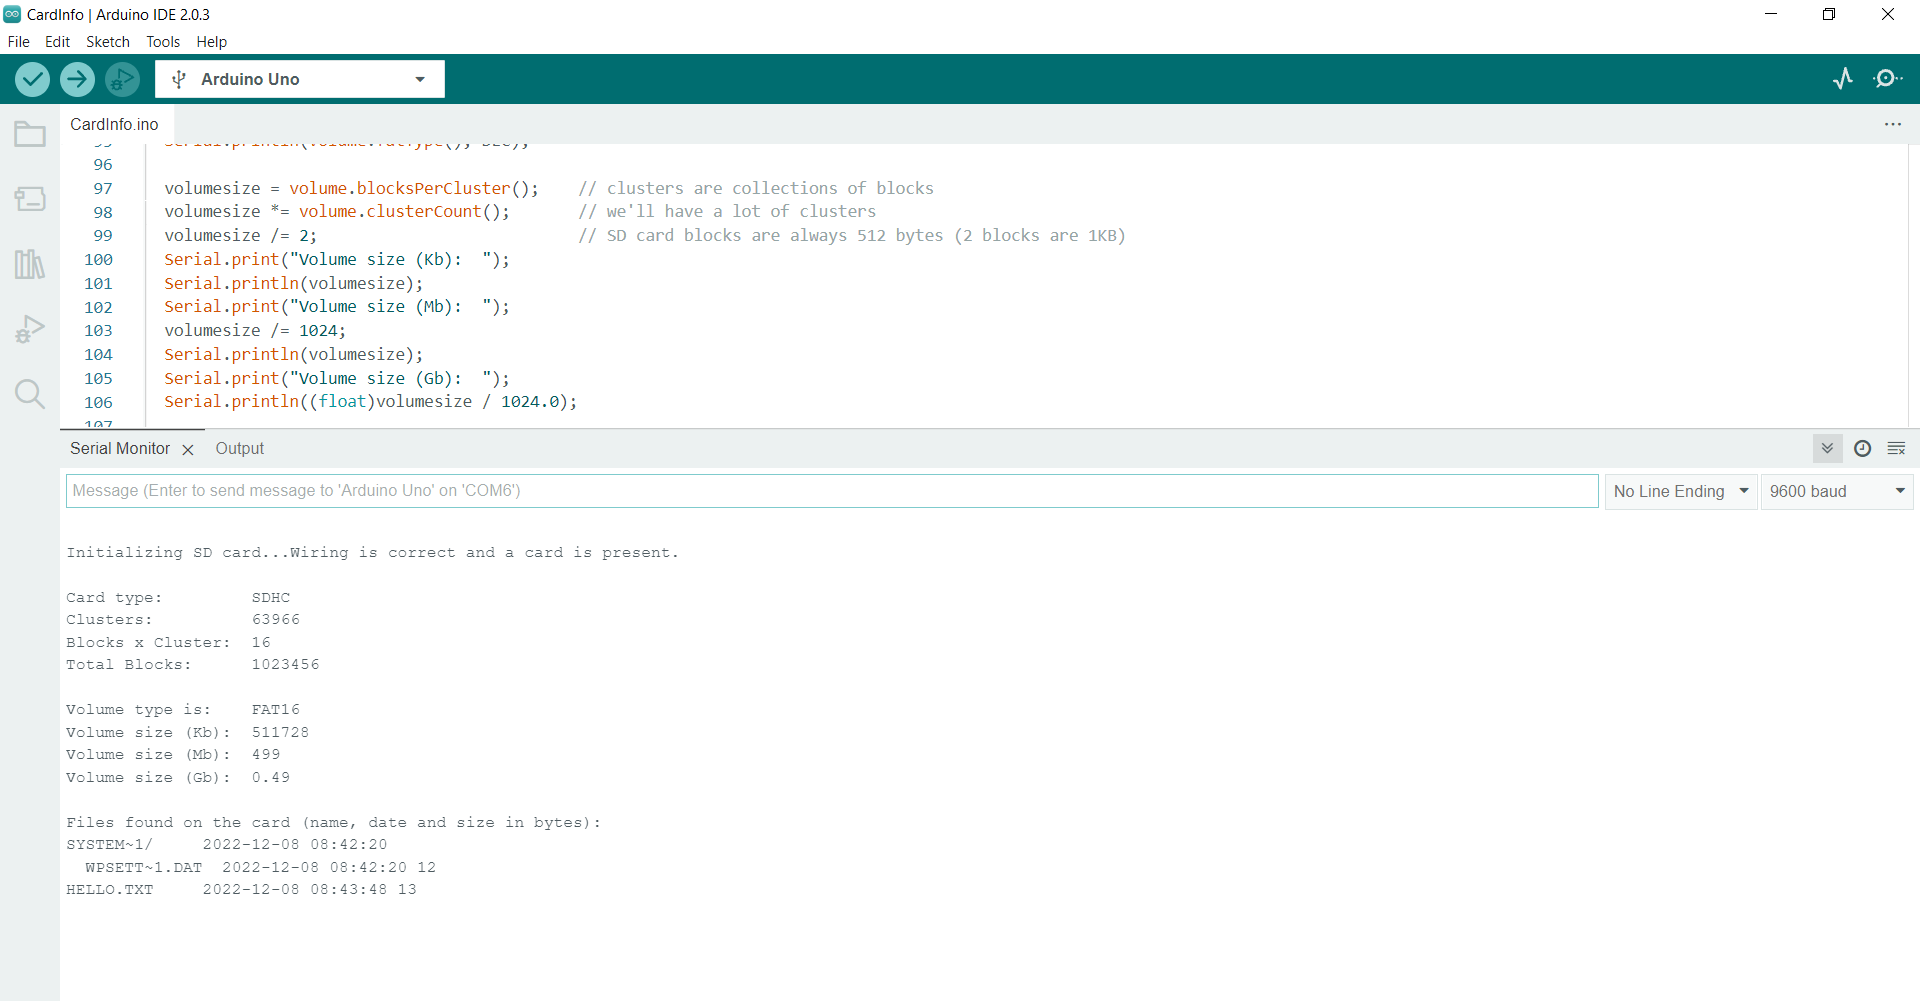 CardInfo | Arduino IDE 2.0.3
File Edit Sketch Tools Help
Arduino Uno
CardInfo.ino
96
97 volumesize = volume.blocksPerCluster(); // clusters are collections of blocks
98 volumesize *= volume.clusterCount(); // we'll have a lot of clusters
99 volumesize /= 2; // SD card blocks are always 512 bytes (2 blocks are 1KB)
100 Serial.print("Volume size (Kb):  ");
101 Serial.println(volumesize);
102 Serial.print("Volume size (Mb):  ");
103 volumesize /= 1024;
104 Serial.println(volumesize);
105 Serial.print("Volume size (Gb):  ");
106 Serial.println((float)volumesize / 1024.0);
107
Serial Monitor Output
Message (Enter to send message to 'Arduino Uno' on 'COM6') No Line Ending 9600 baud
Initializing SD card...Wiring is correct and a card is present.
Card type: SDHC
Clusters: 63966
Blocks x Cluster: 16
Total Blocks: 1023456
Volume type is: FAT16
Volume size (Kb): 511728
Volume size (Mb): 499
Volume size (Gb): 0.49
Files found on the card (name, date and size in bytes):
SYSTEM~1/ 2022-12-08 08:42:20
WPSETT~1.DAT 2022-12-08 08:42:20 12
HELLO.TXT 2022-12-08 08:43:48 13